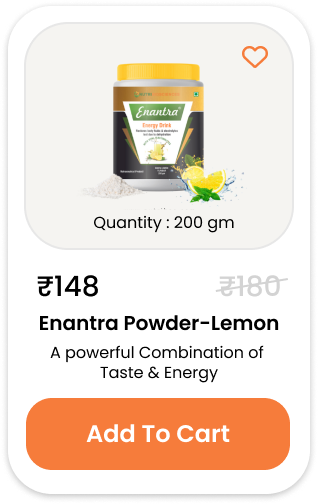 Enantra
Energy Drink
Quantity : 200 gm
₹148
₹180
Enantra Powder-Lemon
A powerful Combination of
Taste & Energy
Add To Cart